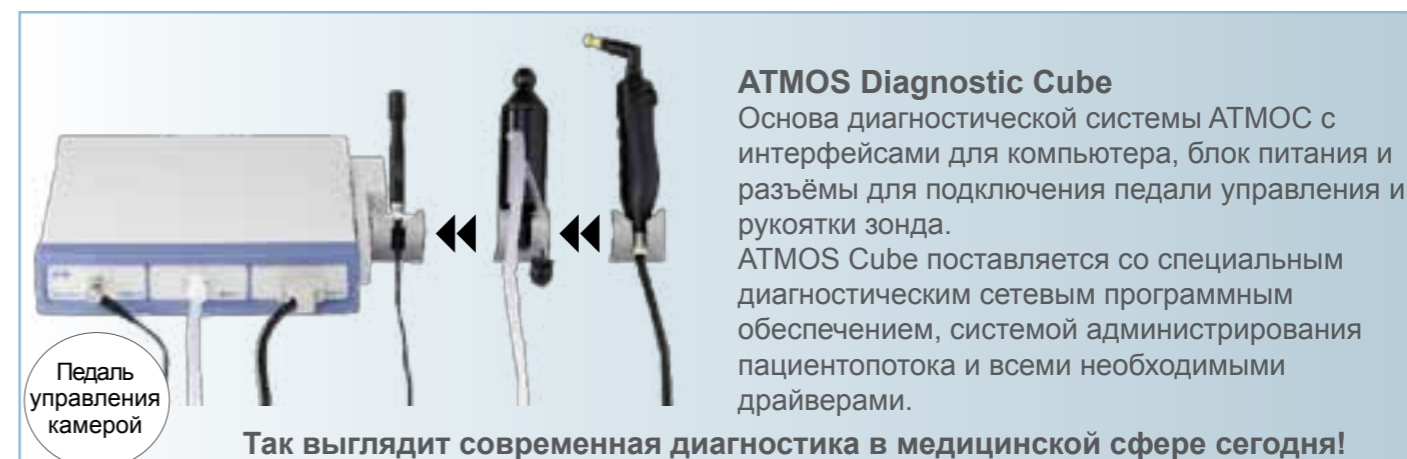 ATMOS Diagnostic Cube
Основа диагностической системы АТМОС с
интерфейсами для компьютера, блок питания и
разъёмы для подключения педали управления и
рукоятки зонда.
ATMOS Cube поставляется со специальным
диагностическим сетевым программным
обеспечением, системой администрирования
пациентопотока и всеми необходимыми
драйверами.
Педаль
управления
камерой
Так выглядит современная диагностика в медицинской сфере сегодня!